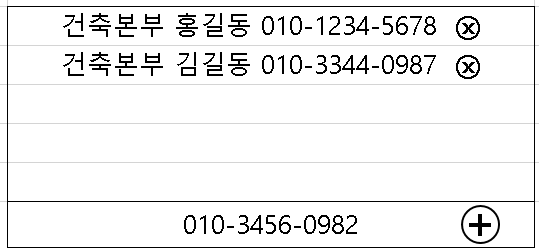 건축본부 홍길동 010-1234-5678 ⓧ
건축본부 김길동 010-3344-0987 ⓧ
010-3456-0982 ⊕